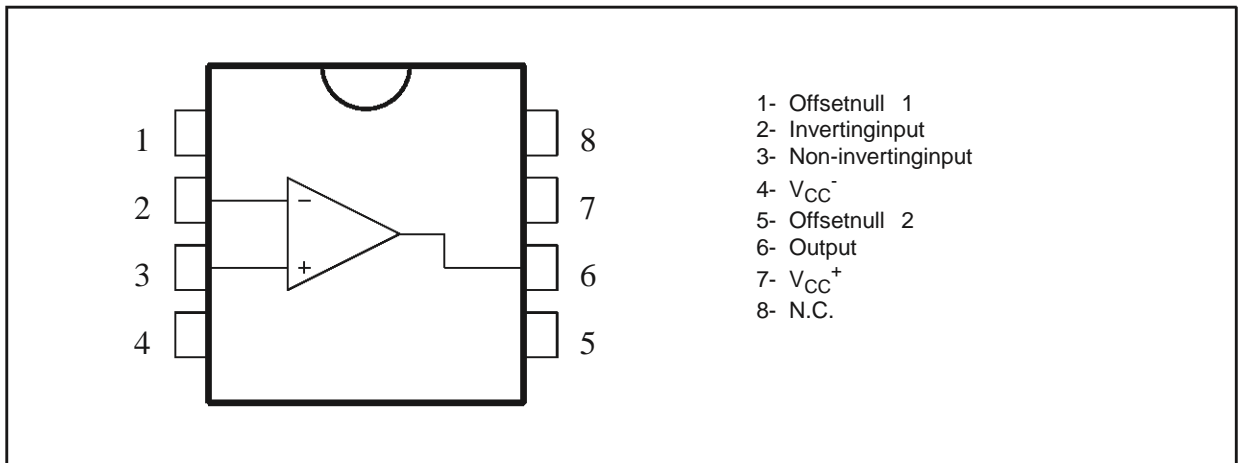 1
2
3
4
8
7
6
5
−
+
1- Offsetnull 1
2- Invertinginput
3- Non-invertinginput
4- VCC-
5- Offsetnull 2
6- Output
7- VCC+
8- N.C.